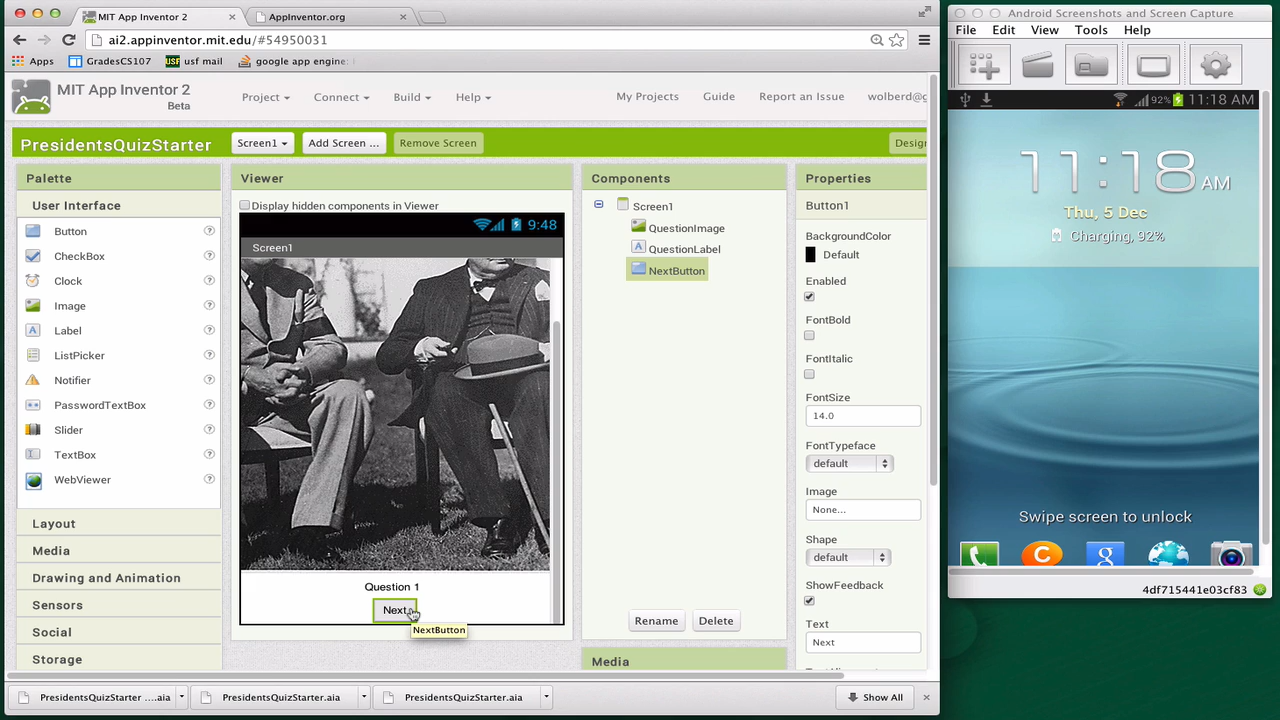 MIT App Inventor 2
AppInventor.org
ai2.appinventor.mit.edu/#54950031
Apps
GradesCS107
USF usf mail
google app engine:
MIT App Inventor 2
Beta
Project
Connect
Build
Help
My Projects
Guide
Report an Issue
wolberd@g
PresidentsQuizStarter
Screen1
Add Screen ...
Remove Screen
Design
Palette
User Interface
Button
CheckBox
Clock
Image
Label
ListPicker
Notifier
PasswordTextBox
Slider
TextBox
WebViewer
Layout
Media
Drawing and Animation
Sensors
Social
Storage
Viewer
Display hidden components in Viewer
9:48
Screen1
Question 1
Next
NextButton
Components
Screen1
QuestionImage
QuestionLabel
NextButton
Rename
Delete
Media
Properties
Button1
BackgroundColor
Default
Enabled
FontBold
FontItalic
FontSize
14.0
FontTypeface
default
Image
None...
Shape
default
ShowFeedback
Text
Next
PresidentsQuizStarter ....aia
PresidentsQuizStarter.aia
PresidentsQuizStarter.aia
Show All
Android Screenshots and Screen Capture
File Edit View Tools Help
92% 11:18 AM
11:18 AM
Thu, 5 Dec
Charging, 92%
Swipe screen to unlock
4df715441e03cf83